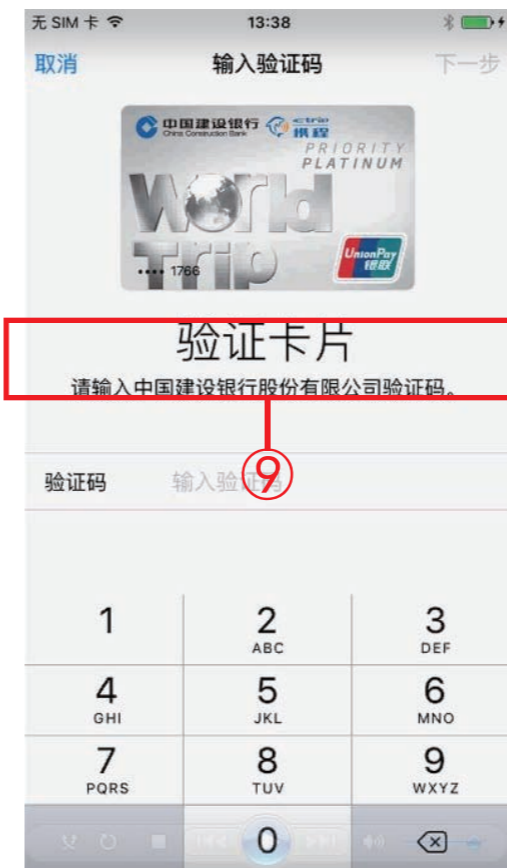 无 SIM 卡 13:38
取消 输入验证码 下一步
中国建设银行 Ctrip
China Construction Bank 携程
PRIORITY
PLATINUM
World
Trip
•••• 1766
UnionPay
银联
验证卡片
请输入中国建设银行股份有限公司验证码。
⑨
验证码 输入验证码
1 2 3
ABC DEF
4 5 6
GHI JKL MNO
7 8 9
PQRS TUV WXYZ
0